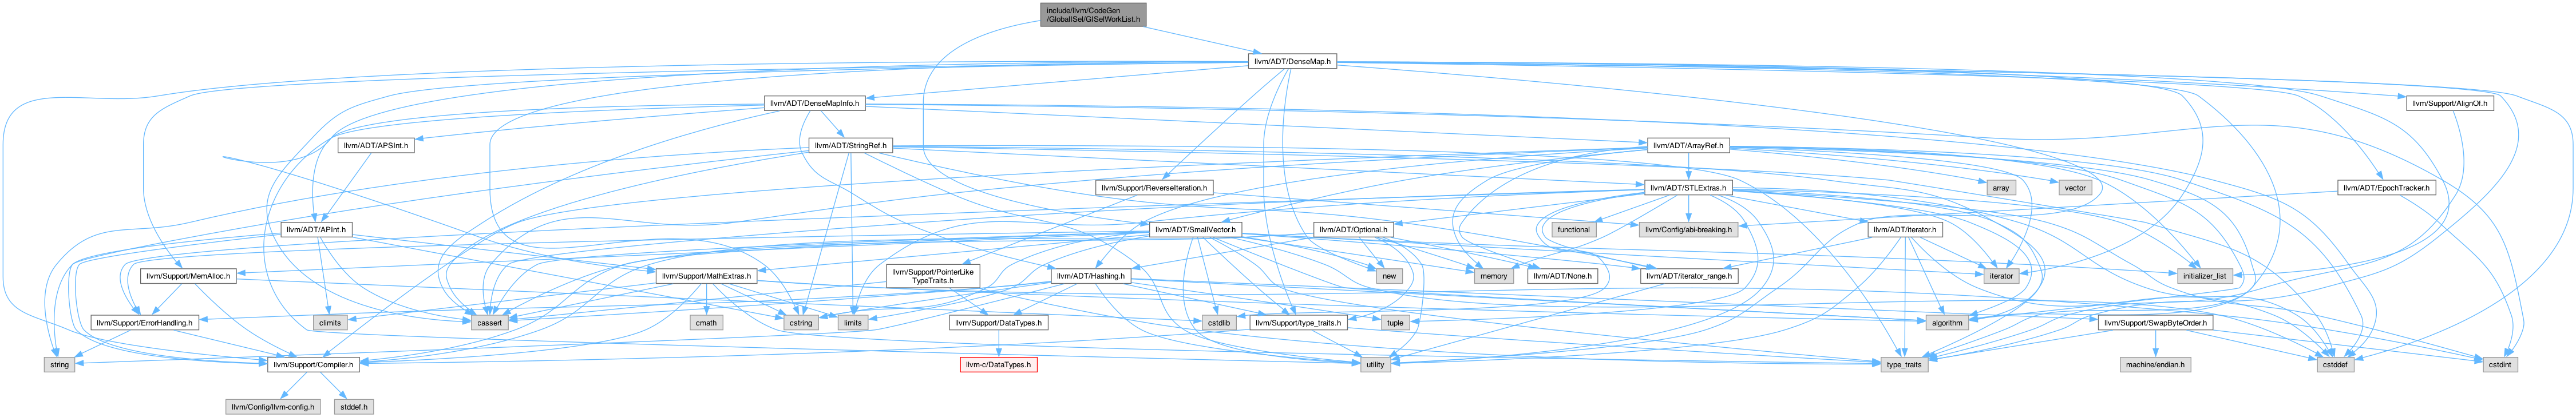 include/llvm/CodeGen
/GlobalISel/GISelWorkList.h
llvm/ADT/DenseMap.h
llvm/ADT/DenseMapInfo.h
llvm/Support/AlignOf.h
llvm/ADT/APSInt.h
llvm/ADT/StringRef.h
llvm/ADT/ArrayRef.h
llvm/Support/ReverseIteration.h
llvm/ADT/STLExtras.h
array
vector
llvm/ADT/EpochTracker.h
llvm/ADT/APInt.h
llvm/ADT/SmallVector.h
llvm/ADT/Optional.h
functional
llvm/Config/abi-breaking.h
llvm/ADT/iterator.h
llvm/Support/MemAlloc.h
llvm/Support/MathExtras.h
llvm/Support/PointerLike
TypeTraits.h
llvm/ADT/Hashing.h
new
memory
llvm/ADT/None.h
llvm/ADT/iterator_range.h
iterator
initializer_list
llvm/Support/ErrorHandling.h
climits
cassert
cmath
cstring
limits
llvm/Support/DataTypes.h
cstdlib
llvm/Support/type_traits.h
tuple
algorithm
llvm/Support/SwapByteOrder.h
string
llvm/Support/Compiler.h
llvm-c/DataTypes.h
utility
type_traits
machine/endian.h
cstddef
cstdint
llvm/Config/llvm-config.h
stddef.h